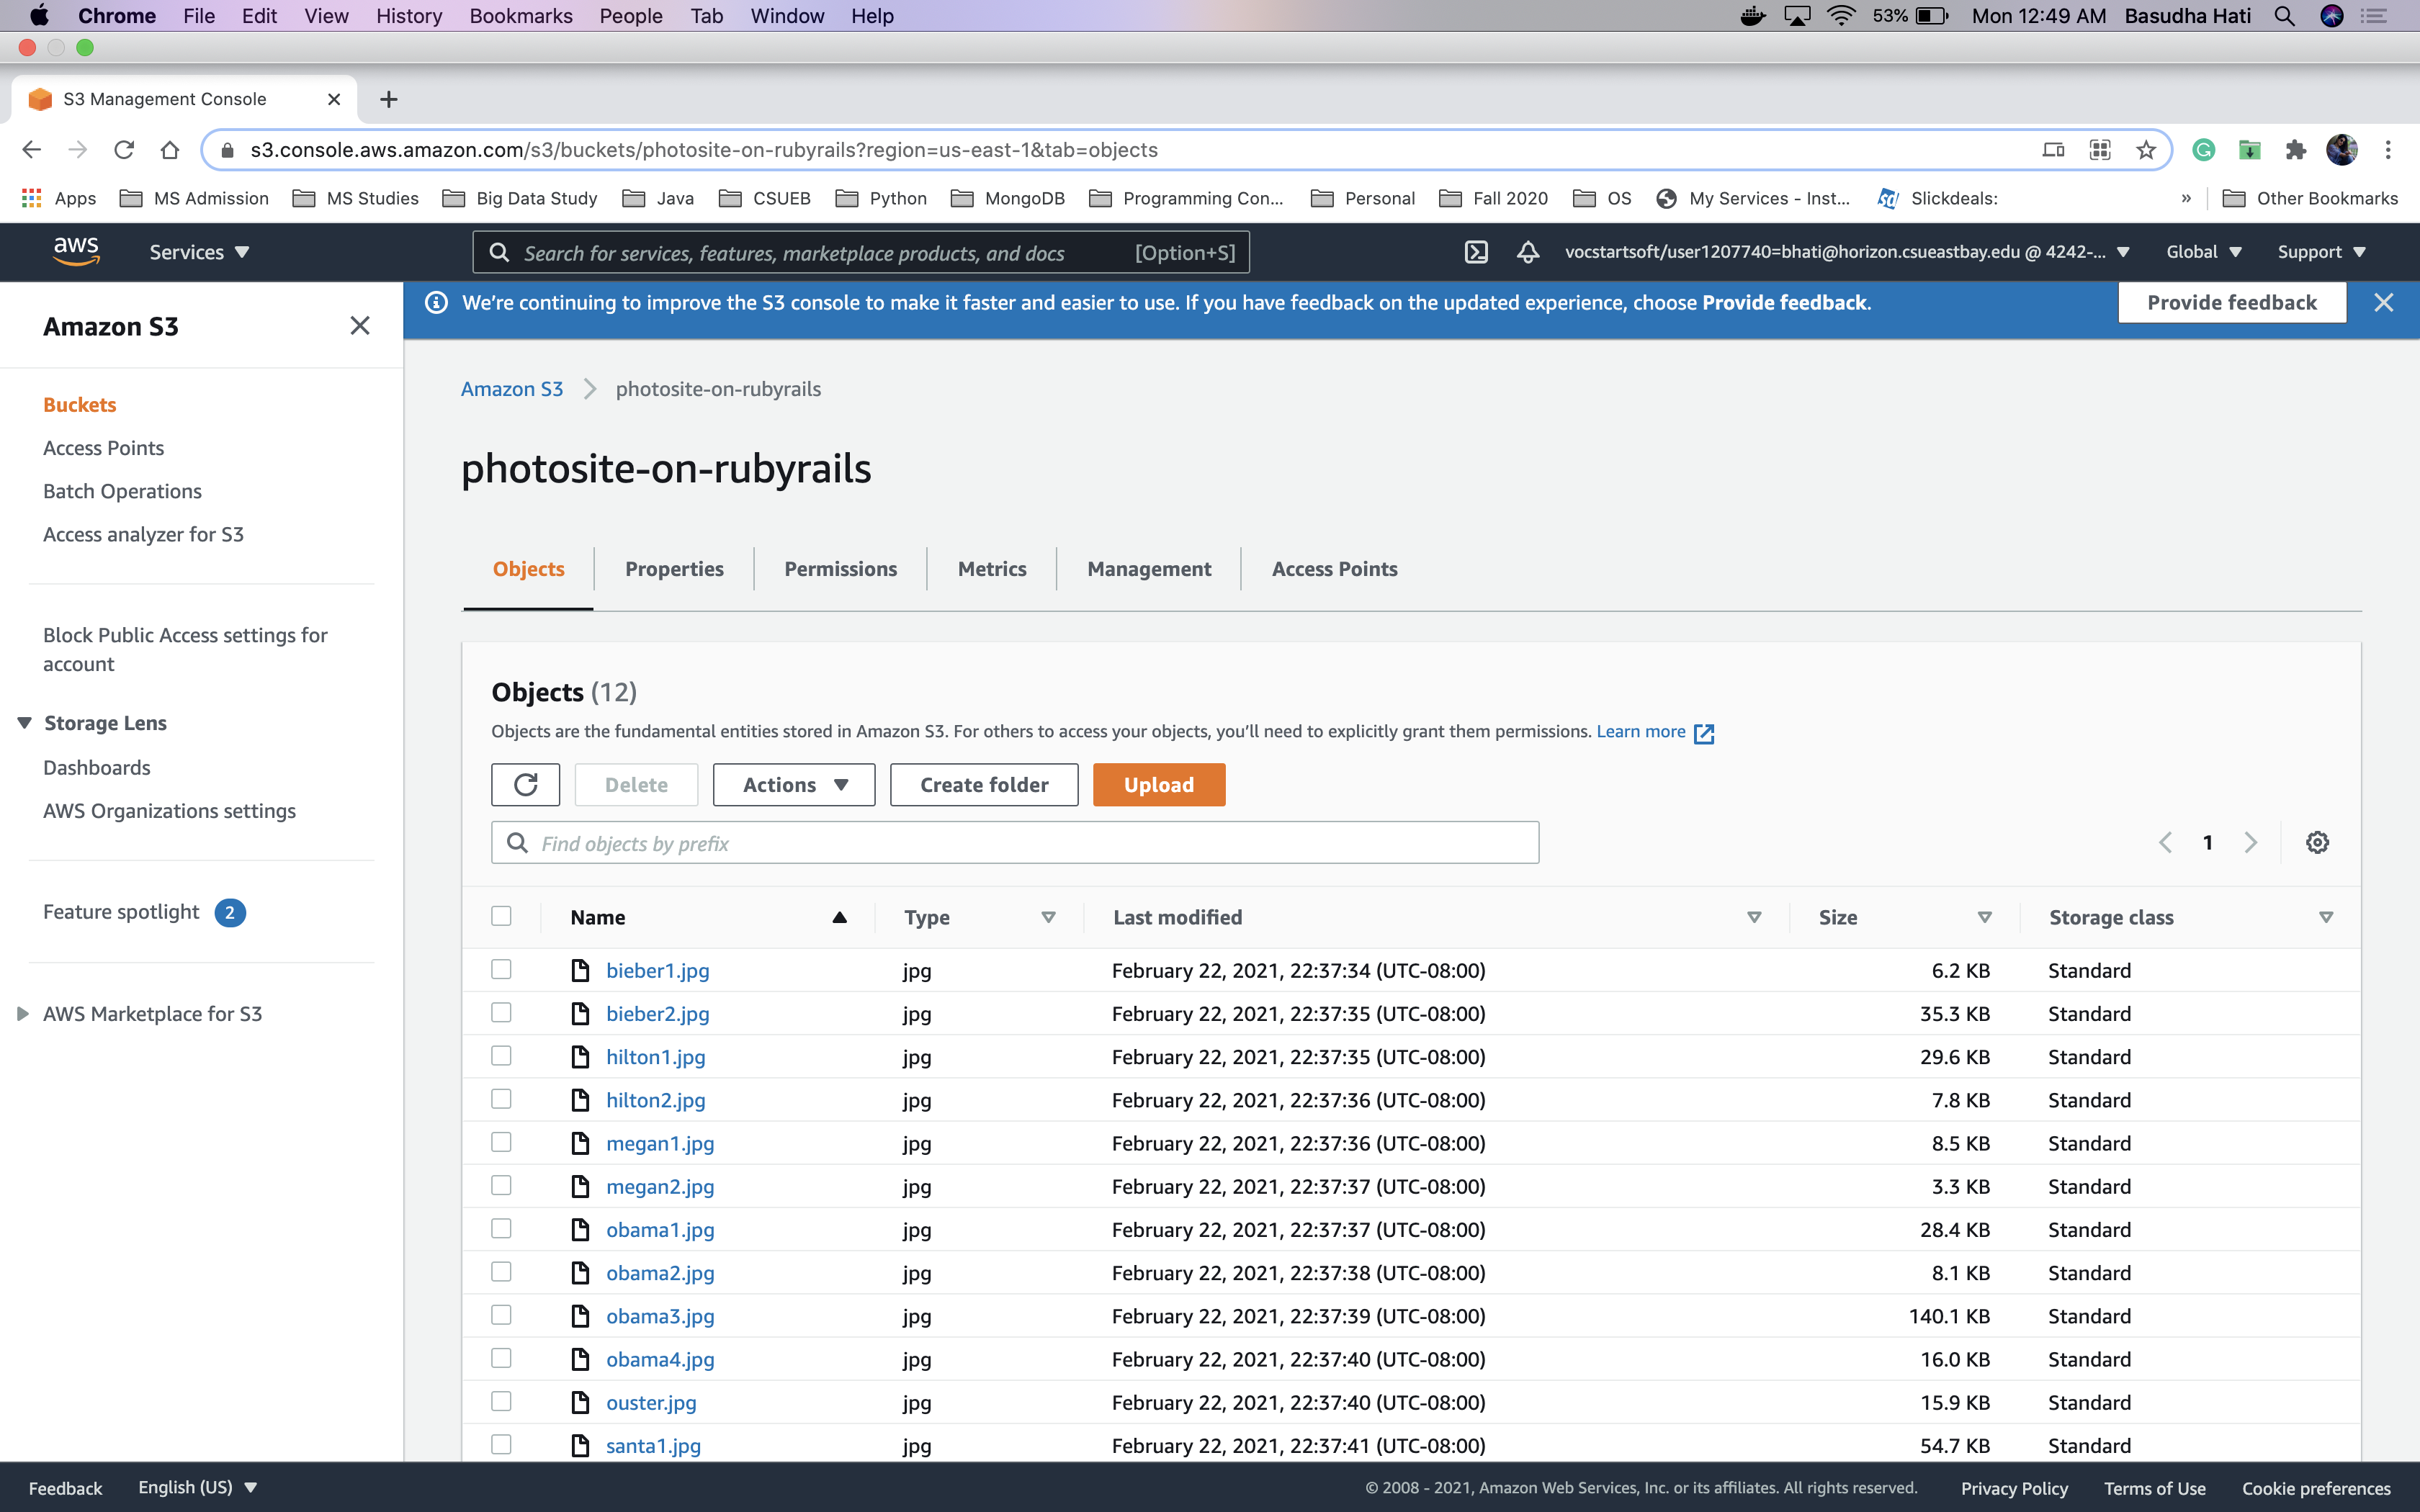 Chrome File Edit View History Bookmarks People Tab Window Help 53% Mon 12:49 AM Basudha Hati
S3 Management Console
s3.console.aws.amazon.com/s3/buckets/photosite-on-rubyrails?region=us-east-1&tab=objects
Apps MS Admission MS Studies Big Data Study Java CSUEB Python MongoDB Programming Con... Personal Fall 2020 OS My Services - Inst... Slickdeals: » Other Bookmarks
aws Services Search for services, features, marketplace products, and docs [Option+S] vocstartsoft/user1207740=bhati@horizon.csueastbay.edu @ 4242-... Global Support
We're continuing to improve the S3 console to make it faster and easier to use. If you have feedback on the updated experience, choose Provide feedback. Provide feedback
Amazon S3
Buckets
Access Points
Batch Operations
Access analyzer for S3
Block Public Access settings for
account
Storage Lens
Dashboards
AWS Organizations settings
Feature spotlight 2
AWS Marketplace for S3
Amazon S3 photosite-on-rubyrails
photosite-on-rubyrails
Objects Properties Permissions Metrics Management Access Points
Objects (12)
Objects are the fundamental entities stored in Amazon S3. For others to access your objects, you'll need to explicitly grant them permissions. Learn more
Delete Actions Create folder Upload
Find objects by prefix 1
Name Type Last modified Size Storage class
bieber1.jpg jpg February 22, 2021, 22:37:34 (UTC-08:00) 6.2 KB Standard
bieber2.jpg jpg February 22, 2021, 22:37:35 (UTC-08:00) 35.3 KB Standard
hilton1.jpg jpg February 22, 2021, 22:37:35 (UTC-08:00) 29.6 KB Standard
hilton2.jpg jpg February 22, 2021, 22:37:36 (UTC-08:00) 7.8 KB Standard
megan1.jpg jpg February 22, 2021, 22:37:36 (UTC-08:00) 8.5 KB Standard
megan2.jpg jpg February 22, 2021, 22:37:37 (UTC-08:00) 3.3 KB Standard
obama1.jpg jpg February 22, 2021, 22:37:37 (UTC-08:00) 28.4 KB Standard
obama2.jpg jpg February 22, 2021, 22:37:38 (UTC-08:00) 8.1 KB Standard
obama3.jpg jpg February 22, 2021, 22:37:39 (UTC-08:00) 140.1 KB Standard
obama4.jpg jpg February 22, 2021, 22:37:40 (UTC-08:00) 16.0 KB Standard
ouster.jpg jpg February 22, 2021, 22:37:40 (UTC-08:00) 15.9 KB Standard
santa1.jpg jpg February 22, 2021, 22:37:41 (UTC-08:00) 54.7 KB Standard
Feedback English (US) © 2008 - 2021, Amazon Web Services, Inc. or its affiliates. All rights reserved. Privacy Policy Terms of Use Cookie preferences